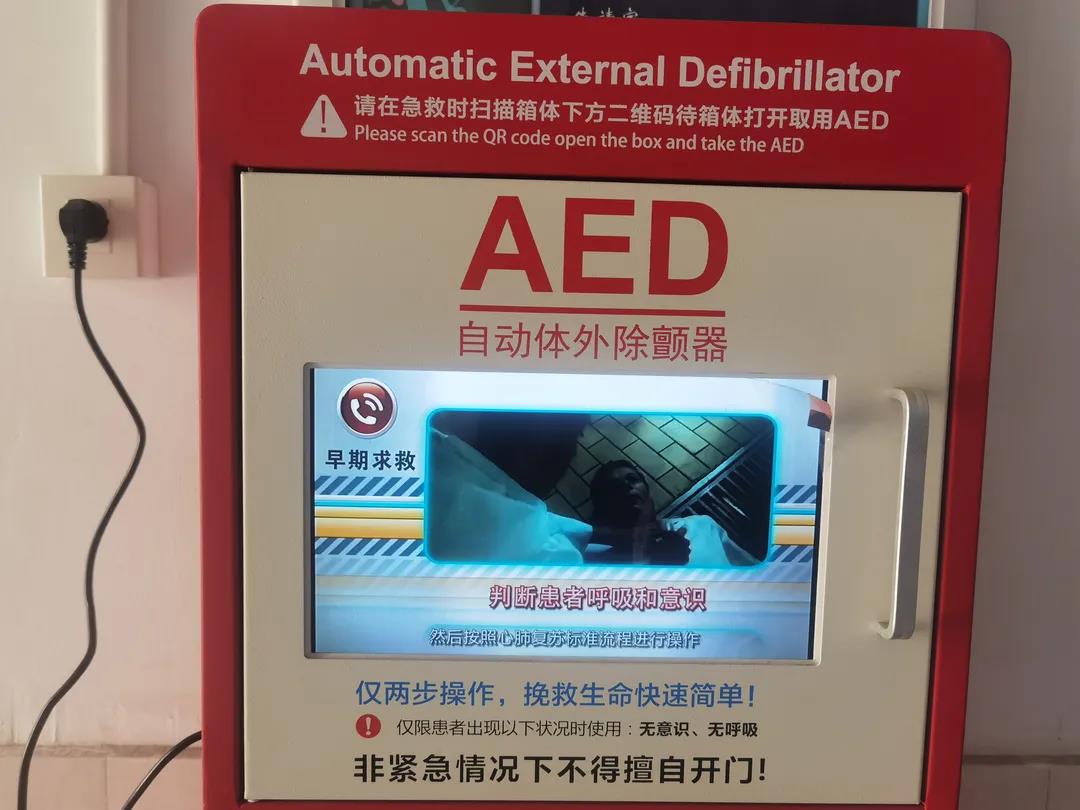 Automatic External Defibrillator
请在急救时扫描箱体下方二维码待箱体打开取用AED
Please scan the QR code open the box and take the AED
AED
自动体外除颤器
早期求救
判断患者呼吸和意识
然后按照心肺复苏标准流程进行操作
仅两步操作，挽救生命快速简单！
仅限患者出现以下状况时使用：无意识、无呼吸
非紧急情况下不得擅自开门！